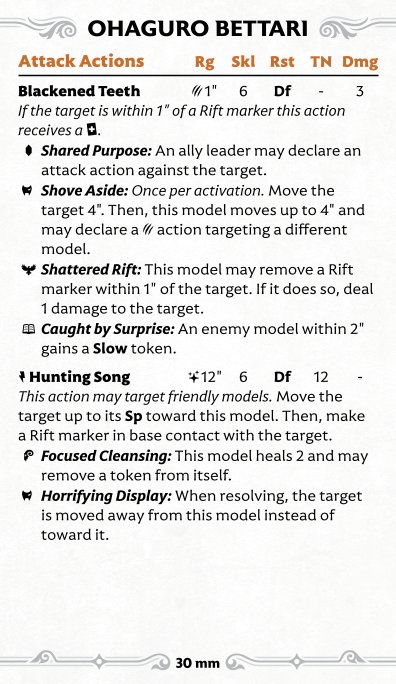 OHAGURO BETTARI
Attack Actions Rg Skl Rst TN Dmg
Blackened Teeth 1" 6 Df - 3
If the target is within 1" of a Rift marker this action
receives a .
Shared Purpose: An ally leader may declare an
attack action against the target.
Shove Aside: Once per activation. Move the
target 4". Then, this model moves up to 4" and
may declare a action targeting a different
model.
Shattered Rift: This model may remove a Rift
marker within 1" of the target. If it does so, deal
1 damage to the target.
Caught by Surprise: An enemy model within 2"
gains a Slow token.
Hunting Song 12" 6 Df 12 -
This action may target friendly models. Move the
target up to its Sp toward this model. Then, make
a Rift marker in base contact with the target.
Focused Cleansing: This model heals 2 and may
remove a token from itself.
Horrifying Display: When resolving, the target
is moved away from this model instead of
toward it.
30 mm